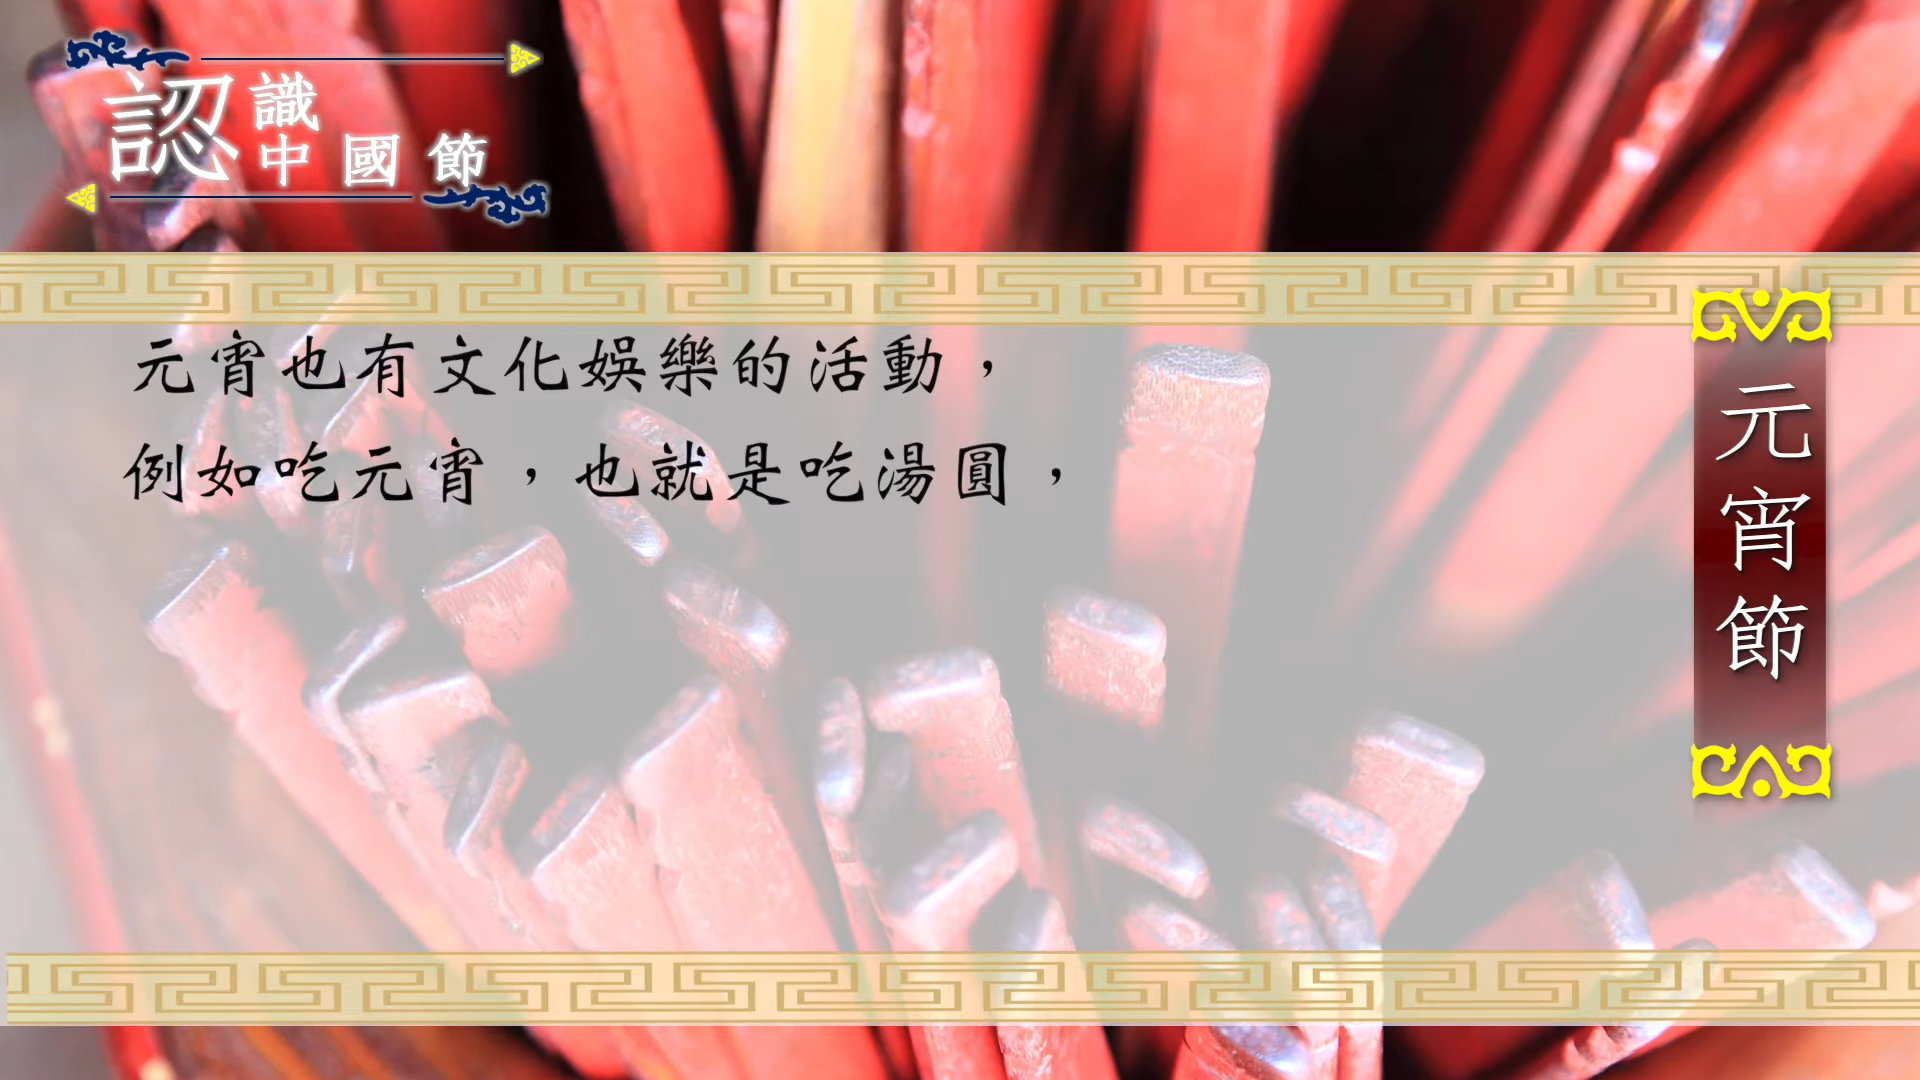 認識
中國節
元宵也有文化娛樂的活動，
例如吃元宵，也就是吃湯圓，
元宵節